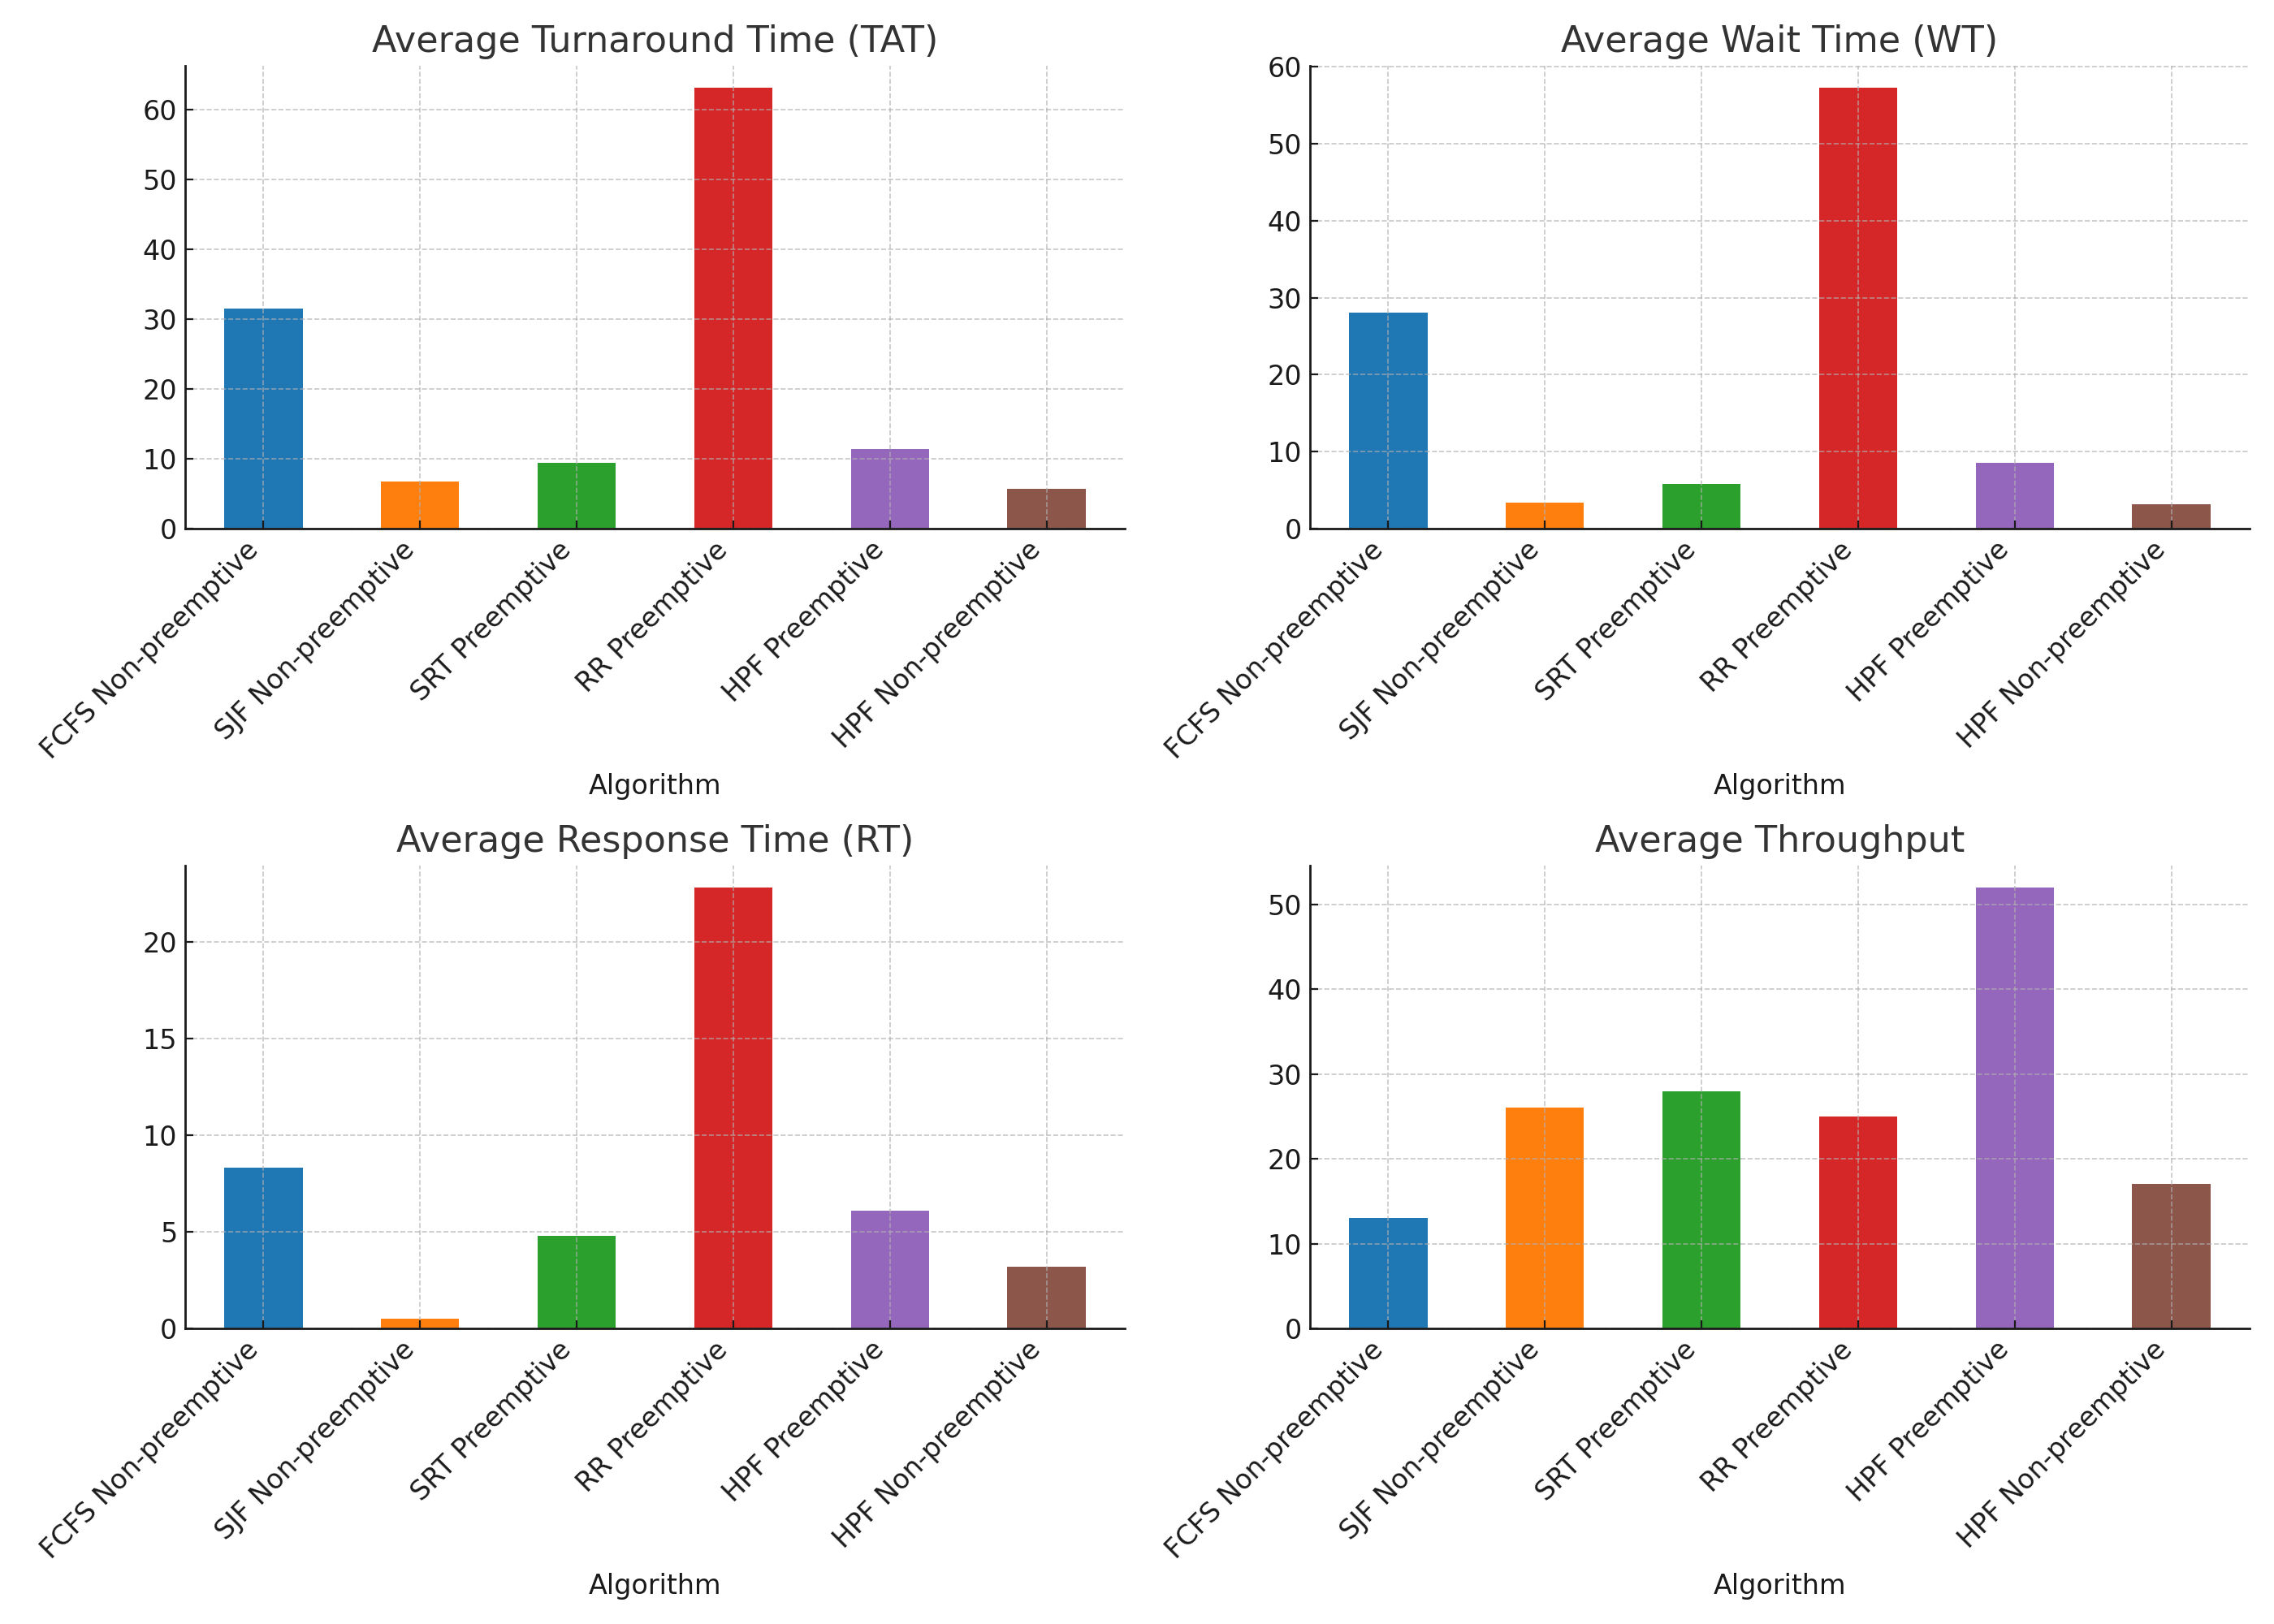 Average Turnaround Time (TAT)
60
50
40
30
20
10
0
FCFS Non-preemptive
SJF Non-preemptive
SRT Preemptive
RR Preemptive
HPF Preemptive
HPF Non-preemptive
Algorithm
Average Wait Time (WT)
60
50
40
30
20
10
0
FCFS Non-preemptive
SJF Non-preemptive
SRT Preemptive
RR Preemptive
HPF Preemptive
HPF Non-preemptive
Algorithm
Average Response Time (RT)
20
15
10
5
0
FCFS Non-preemptive
SJF Non-preemptive
SRT Preemptive
RR Preemptive
HPF Preemptive
HPF Non-preemptive
Algorithm
Average Throughput
50
40
30
20
10
0
FCFS Non-preemptive
SJF Non-preemptive
SRT Preemptive
RR Preemptive
HPF Preemptive
HPF Non-preemptive
Algorithm